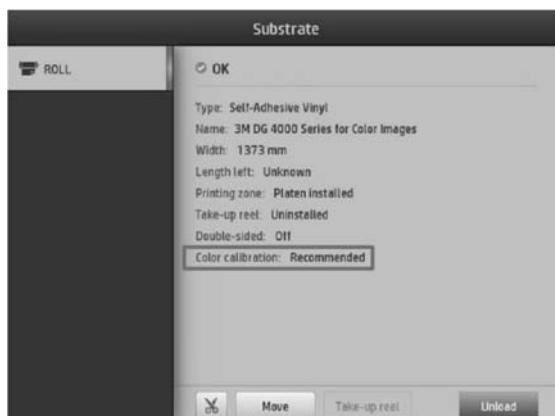 Substrate
ROLL
OK
Type: Self-Adhesive Vinyl
Name: 3M DG 4000 Series for Color Images
Width: 1373 mm
Length left: Unknown
Printing zone: Platen installed
Take-up reel: Uninstalled
Double-sided: Off
Color calibration: Recommended
Move Take-up reel Unload